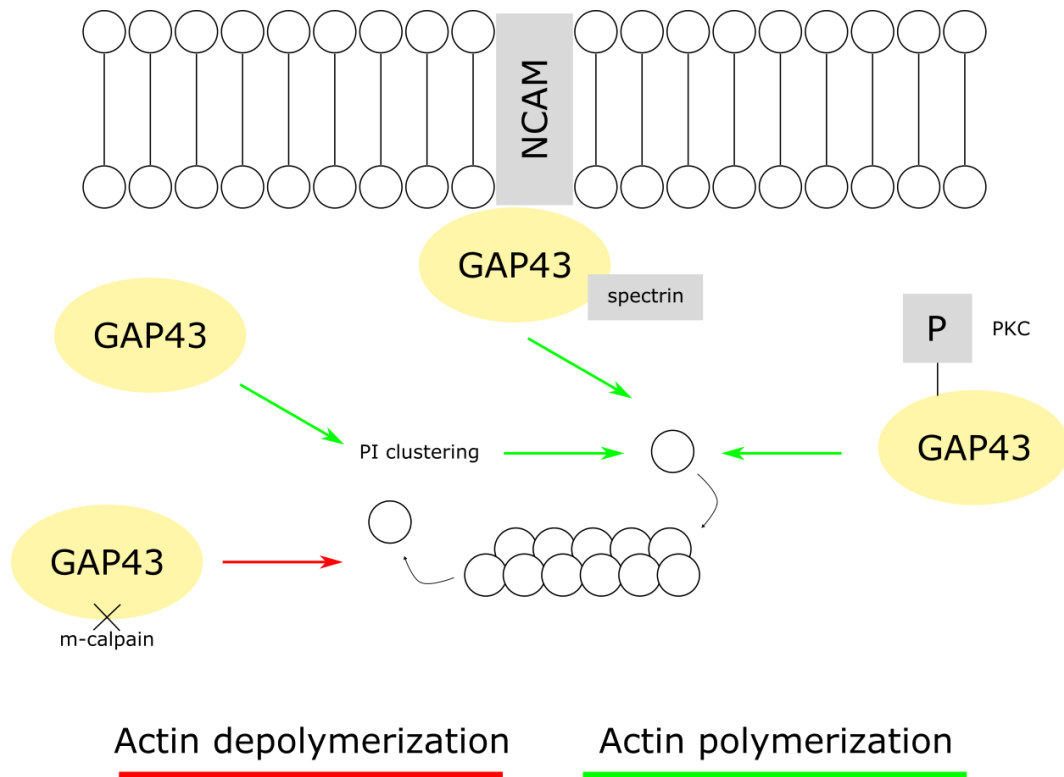 NCAM
GAP43
spectrin
GAP43
P
PKC
GAP43
PI clustering
GAP43
m-calpain
Actin depolymerization
Actin polymerization